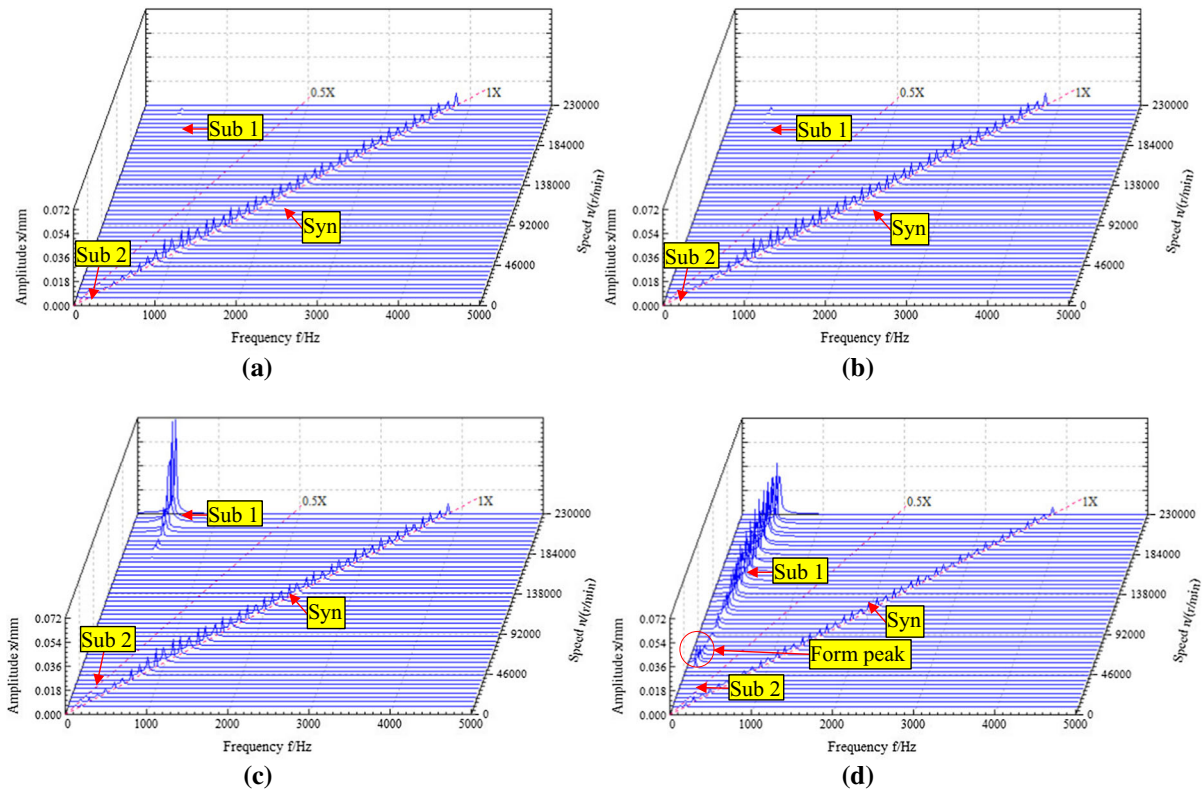 0.5X
1X
230000
Sub 1
184000
138000
0.072
0.054
Syn
92000
0.036
Sub 2
46000
0.018
0.000
0
0
1000
2000
3000
4000
5000
Amplitude x/mm
Speed n/(r/min)
Frequency f/Hz
(a)
0.5X
1X
230000
Sub 1
184000
138000
0.072
0.054
Syn
92000
0.036
Sub 2
46000
0.018
0.000
0
0
1000
2000
3000
4000
5000
Amplitude x/mm
Speed n/(r/min)
Frequency f/Hz
(b)
0.5X
1X
230000
Sub 1
184000
138000
0.072
Syn
0.054
92000
0.036
Sub 2
46000
0.018
0.000
0
0
1000
2000
3000
4000
5000
Amplitude x/mm
Speed n/(r/min)
Frequency f/Hz
(c)
0.5X
1X
230000
184000
Sub 1
138000
0.072
Syn
0.054
92000
Form peak
0.036
46000
Sub 2
0.018
0.000
0
0
1000
2000
3000
4000
5000
Amplitude x/mm
Speed n/(r/min)
Frequency f/Hz
(d)